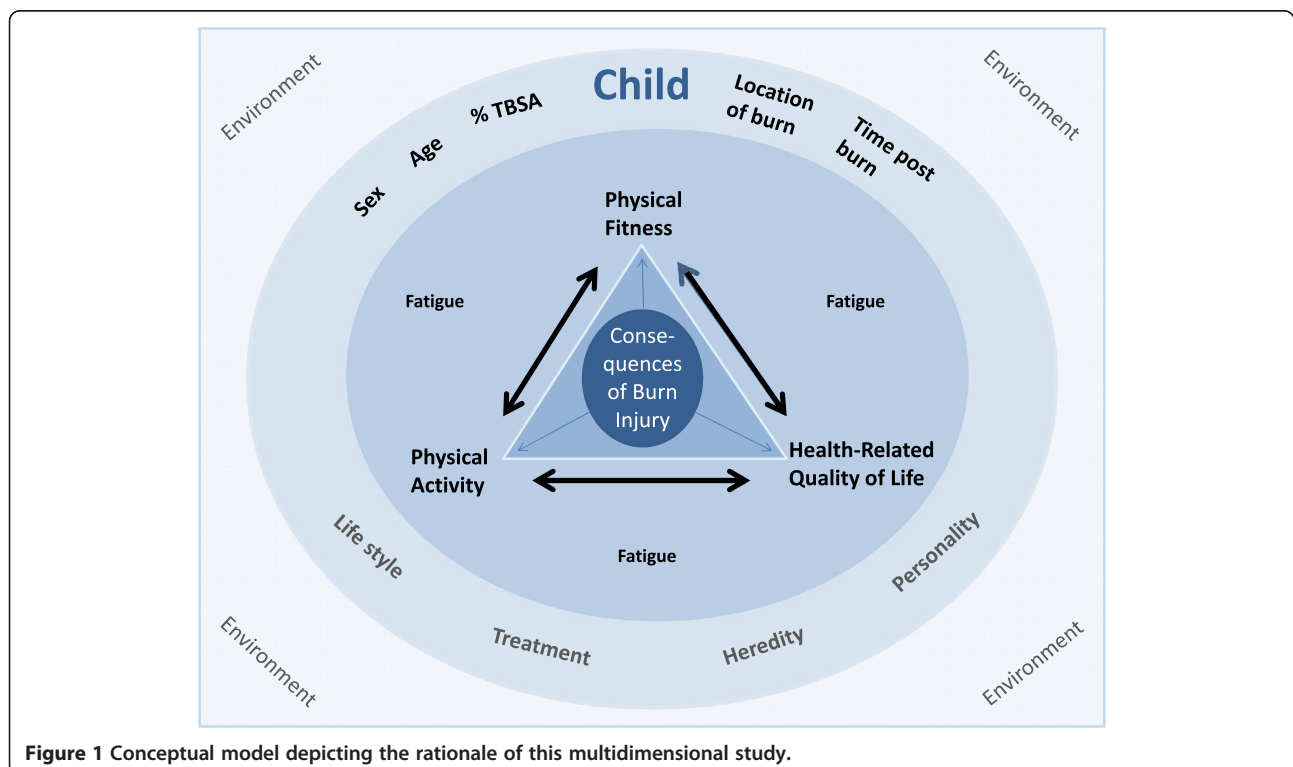 Environment
Environment
Child
% TBSA
Age
Sex
Location
of burn
Time post
burn
Physical
Fitness
Fatigue
Fatigue
Conse-
quences
of Burn
Injury
Physical
Activity
Health-Related
Quality of Life
Fatigue
Life style
Treatment
Heredity
Personality
Environment
Environment
Figure 1 Conceptual model depicting the rationale of this multidimensional study.